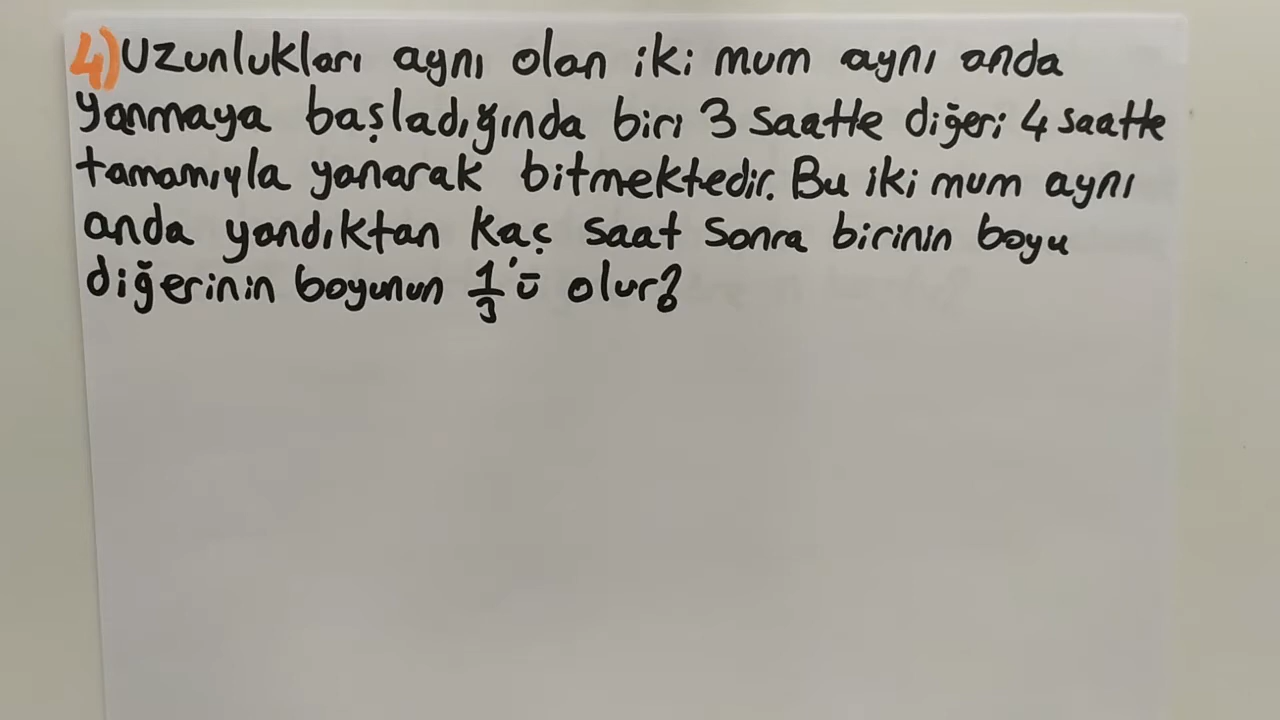 4) Uzunlukları aynı olan iki mum aynı anda
yanmaya başladığında biri 3 saatte diğeri 4 saatte
tamamıyla yanarak bitmektedir. Bu iki mum aynı
anda yandıktan kaç saat sonra birinin boyu
diğerinin boyunun 1/3'ü olur?